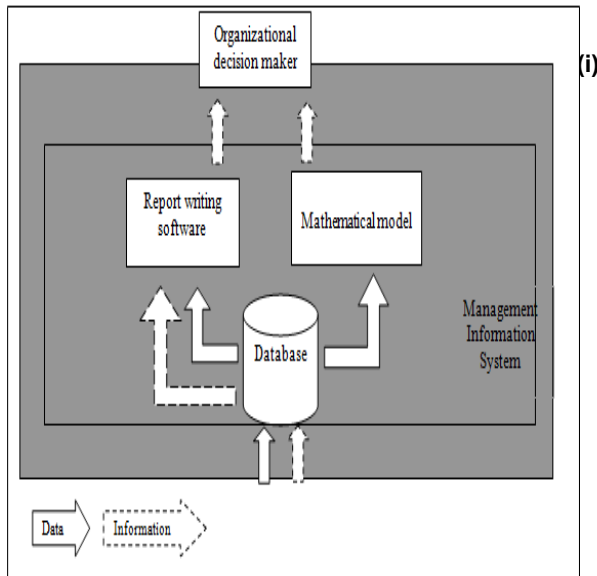 Organizational
decision maker
(i)
Report writing
software
Mathematical model
Database
Management
Information
System
Data
Information